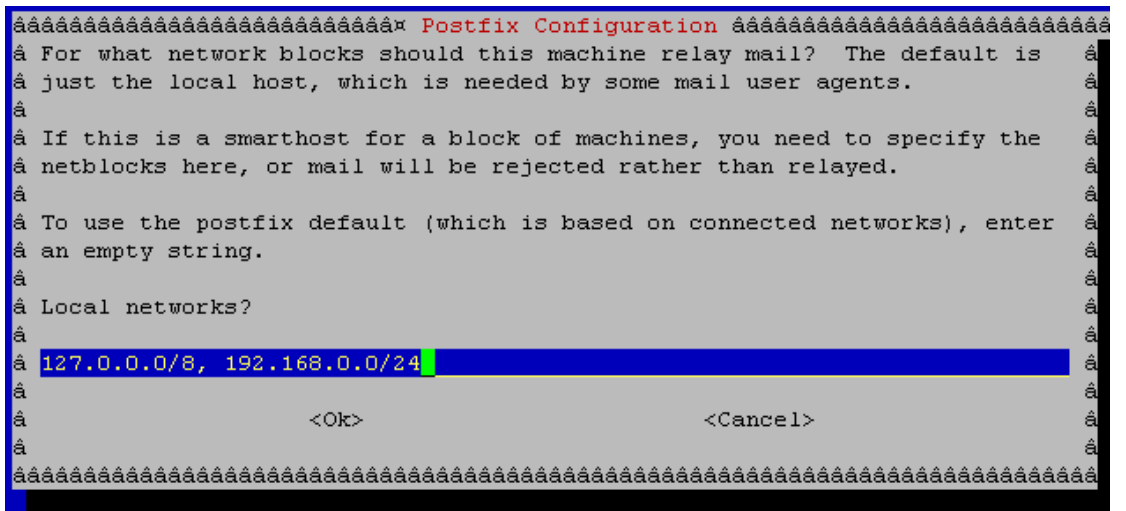 ââââââââââââââââââââââââââ¤ Postfix Configuration ââââââââââââââââââââââââââ
â For what network blocks should this machine relay mail?  The default is   â
â just the local host, which is needed by some mail user agents.            â
â                                                                           â
â If this is a smarthost for a block of machines, you need to specify the   â
â netblocks here, or mail will be rejected rather than relayed.             â
â                                                                           â
â To use the postfix default (which is based on connected networks), enter  â
â an empty string.                                                          â
â                                                                           â
â Local networks?                                                           â
â                                                                           â
â 127.0.0.0/8, 192.168.0.0/24                                               â
â                                                                           â
â                    <Ok>                        <Cancel>                   â
â                                                                           â
âââââââââââââââââââââââââââââââââââââââââââââââââââââââââââââââââââââââââââââ